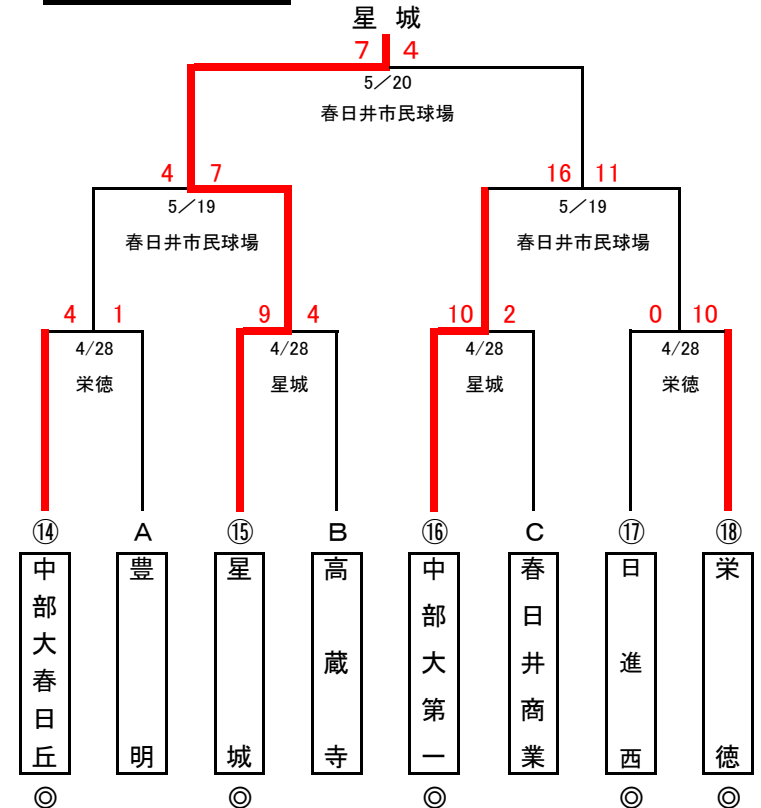 星 城
7 4
5／20
春日井市民球場
4 7 16 11
5／19 5／19
春日井市民球場 春日井市民球場
4 1 9 4 10 2 0 10
4/28 4/28 4/28 4/28
栄徳 星城 星城 栄徳
⑭ A ⑮ B ⑯ C ⑰ ⑱
中部大春日丘
豊明
星城
高蔵寺
中部大第一
春日井商業
日進西
栄徳
◎ ◎ ◎ ◎ ◎